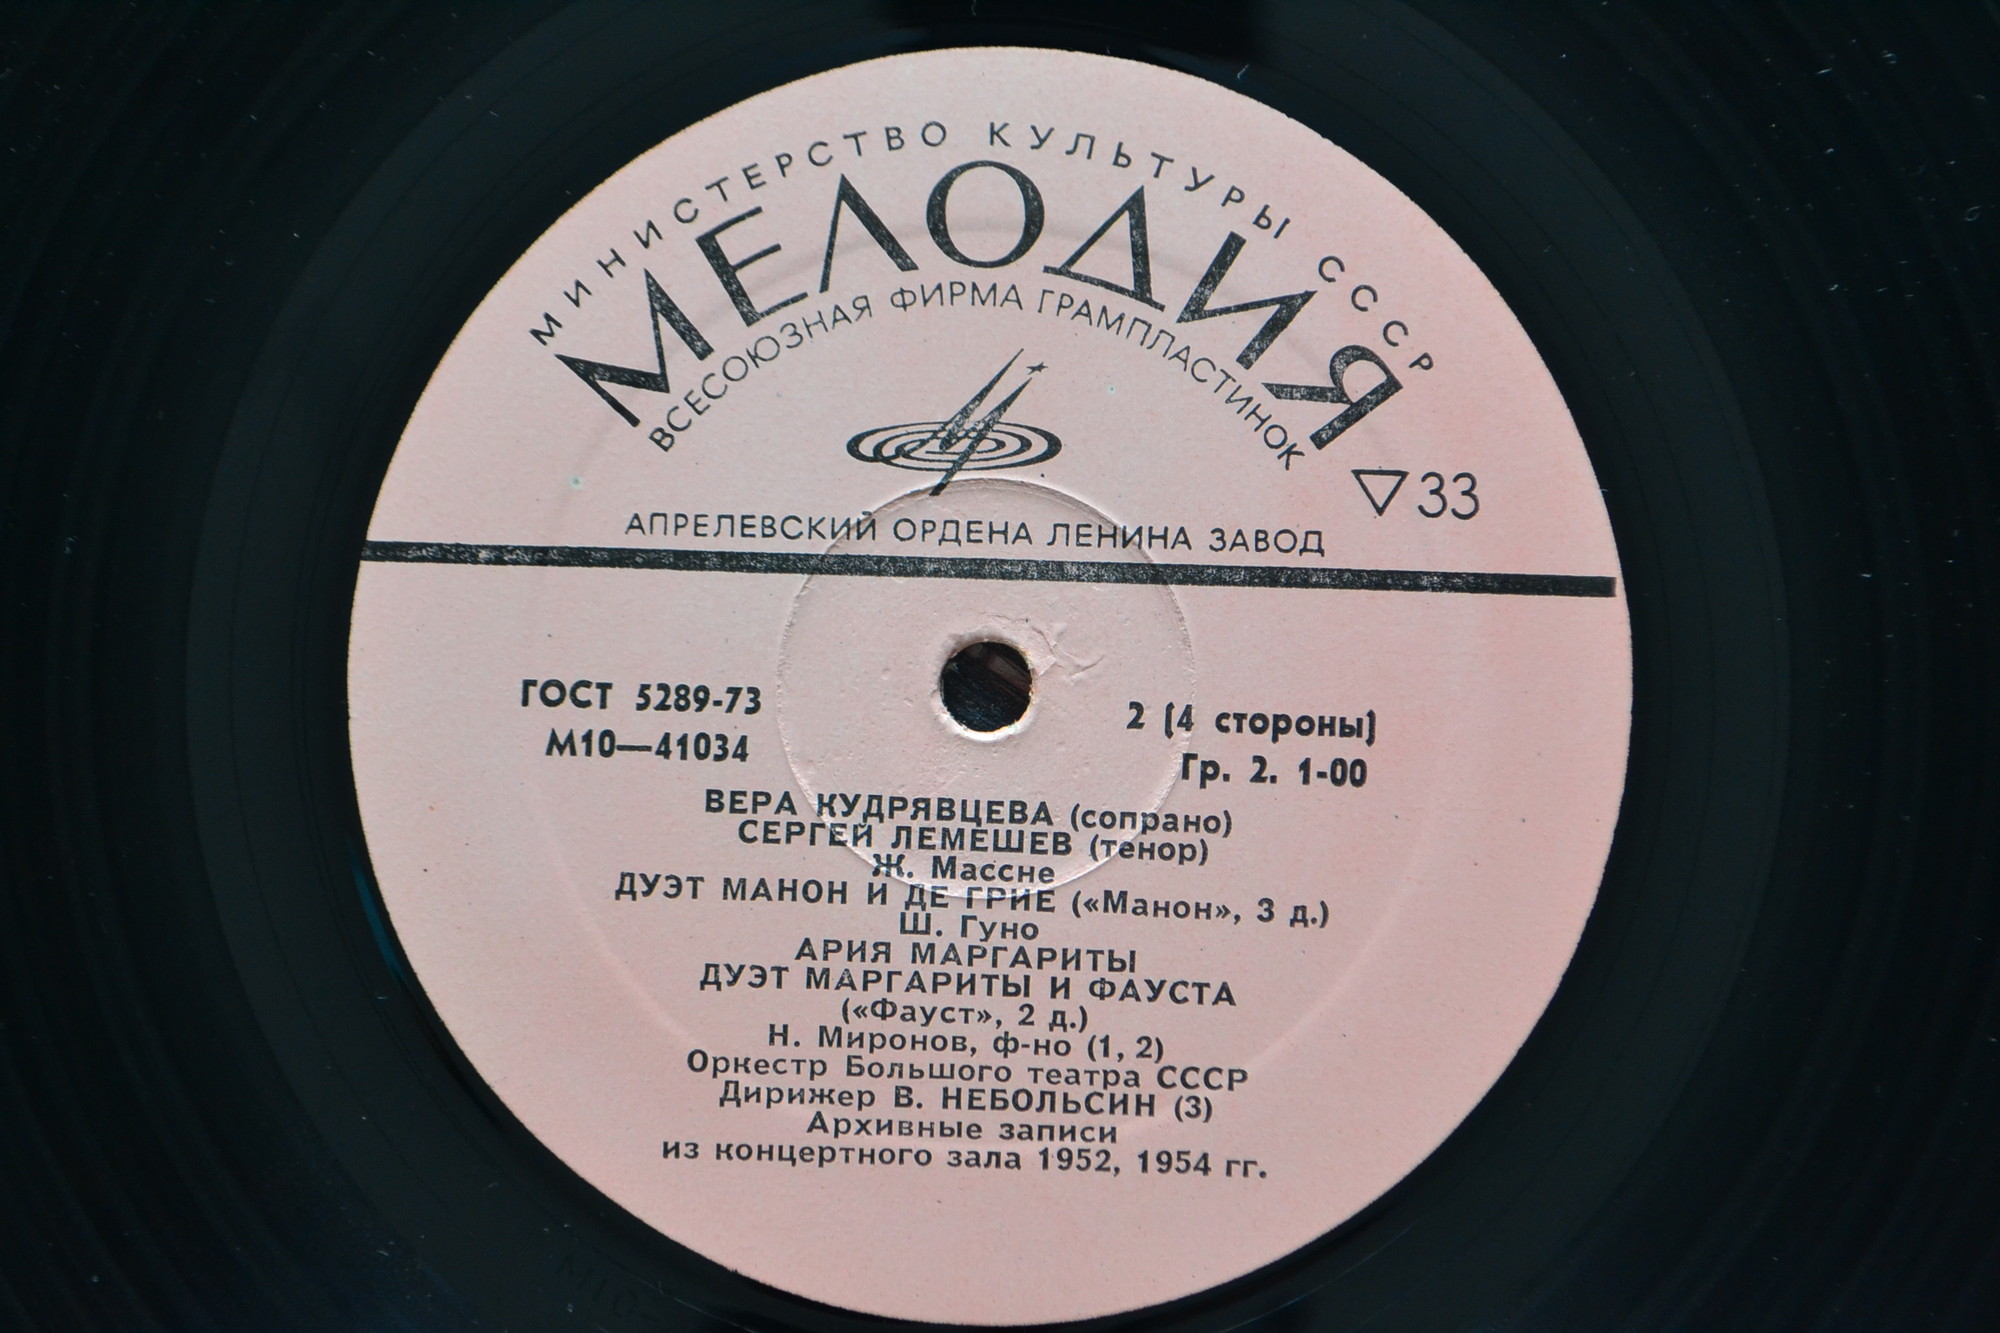 МИНИСТЕРСТВО КУЛЬТУРЫ СССР
МЕЛОДИЯ
ВСЕСОЮЗНАЯ ФИРМА ГРАМПЛАСТИНОК
▽33
АПРЕЛЕВСКИЙ ОРДЕНА ЛЕНИНА ЗАВОД
ГОСТ 5289-73
М10—41034
2 (4 стороны)
Гр. 2. 1-00
ВЕРА КУДРЯВЦЕВА (сопрано)
СЕРГЕЙ ЛЕМЕШЕВ (тенор)
Ж. Массне
ДУЭТ МАНОН И ДЕ ГРИЕ («Манон», 3 д.)
Ш. Гуно
АРИЯ МАРГАРИТЫ
ДУЭТ МАРГАРИТЫ И ФАУСТА
(«Фауст», 2 д.)
Н. Миронов, ф-но (1, 2)
Оркестр Большого театра СССР
Дирижер В. НЕБОЛЬСИН (3)
Архивные записи
из концертного зала 1952, 1954 гг.